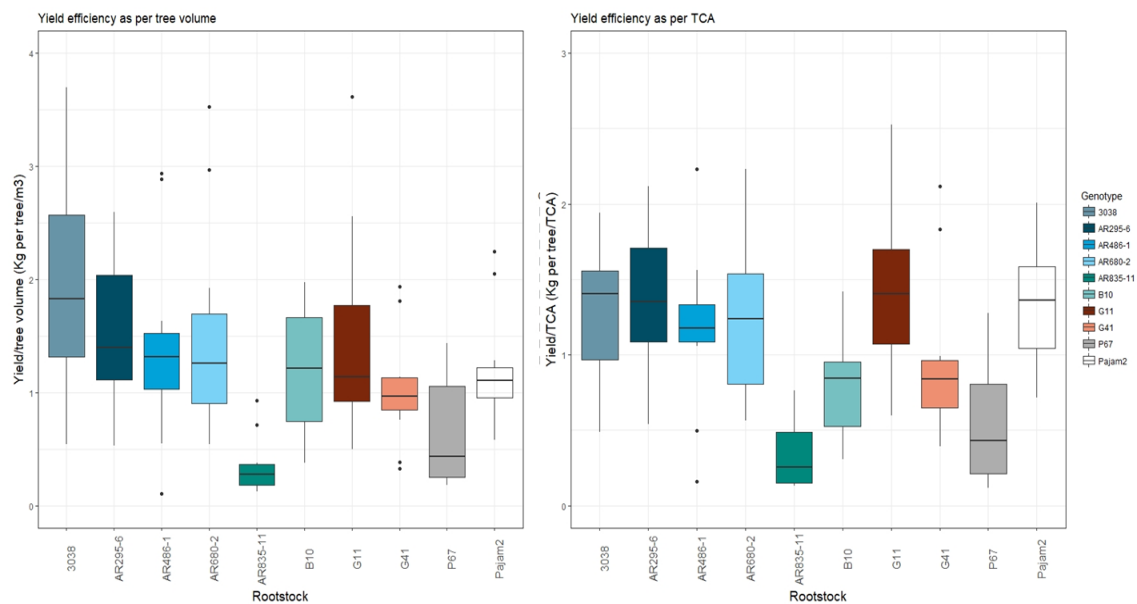 Yield efficiency as per tree volume
Yield/tree volume (Kg per tree/m3)
4
3
2
1
0
3038
AR295-6
AR486-1
AR680-2
AR835-11
B10
G11
G41
P67
Pajam2
Rootstock
Yield efficiency as per TCA
Yield/TCA (Kg per tree/TCA)
3
2
1
0
3038
AR295-6
AR486-1
AR680-2
AR835-11
B10
G11
G41
P67
Pajam2
Rootstock
Genotype
3038
AR295-6
AR486-1
AR680-2
AR835-11
B10
G11
G41
P67
Pajam2